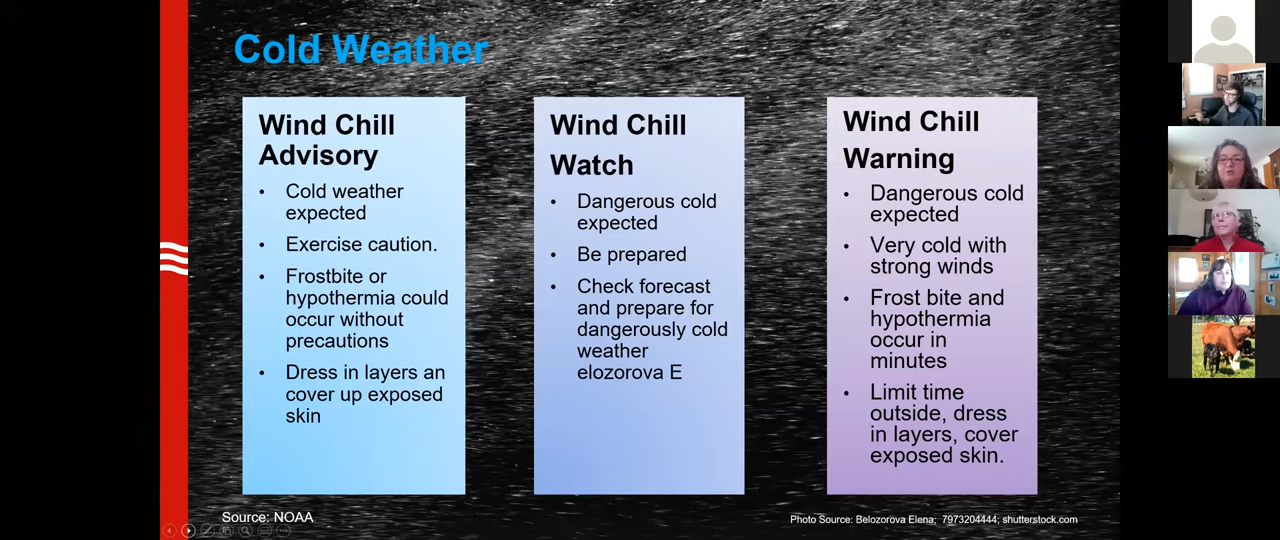 Cold Weather
Wind Chill
Advisory
• Cold weather
expected
• Exercise caution.
• Frostbite or
hypothermia could
occur without
precautions
• Dress in layers an
cover up exposed
skin
Wind Chill
Watch
• Dangerous cold
expected
• Be prepared
• Check forecast
and prepare for
dangerously cold
weather
elozorova E
Wind Chill
Warning
• Dangerous cold
expected
• Very cold with
strong winds
• Frost bite and
hypothermia
occur in
minutes
• Limit time
outside, dress
in layers, cover
exposed skin.
Source: NOAA
Photo Source: Belozorova Elena; 7973204444; shutterstock.com